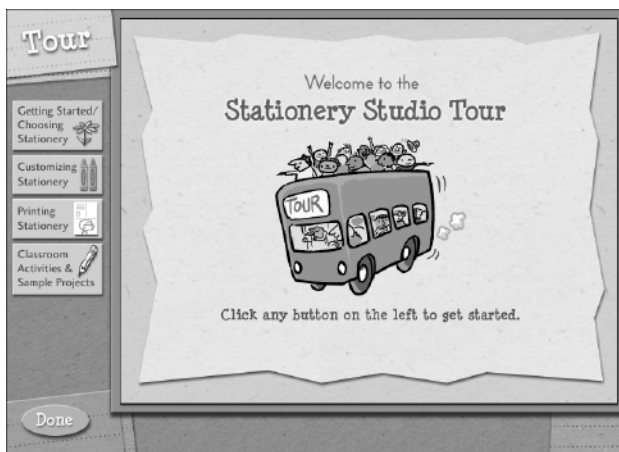 Tour
Getting Started/
Choosing
Stationery
Customizing
Stationery
Printing
Stationery
Classroom
Activities &
Sample Projects
Done
Welcome to the
Stationery Studio Tour
TOUR
Click any button on the left to get started.